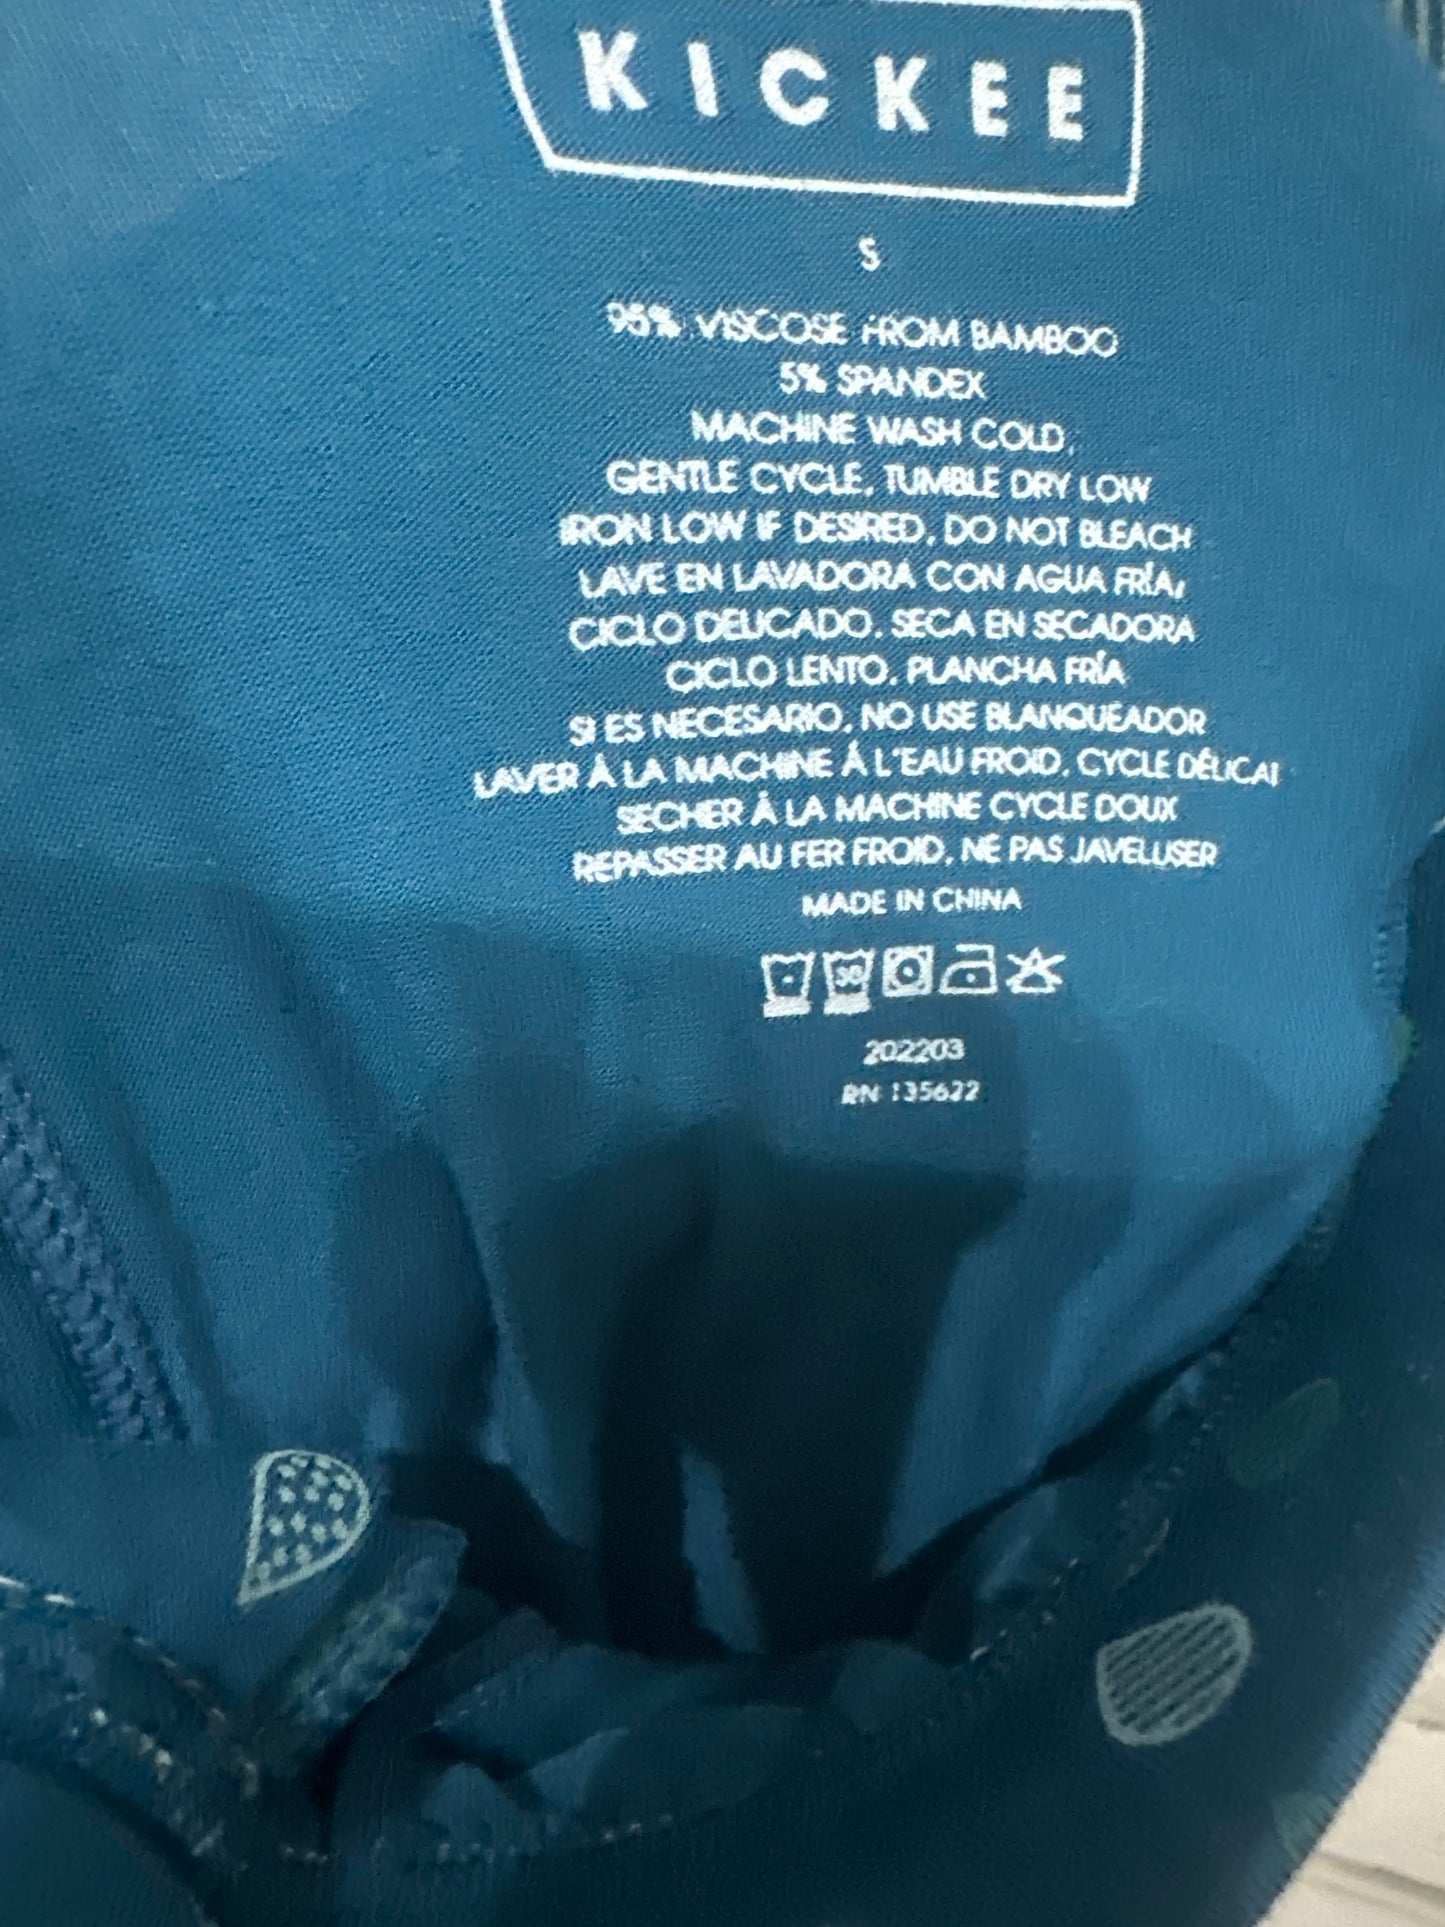 KICKEE
S
95% VISCOSE FROM BAMBOO
5% SPANDEX
MACHINE WASH COLD,
GENTLE CYCLE, TUMBLE DRY LOW
IRON LOW IF DESIRED, DO NOT BLEACH
LAVE EN LAVADORA CON AGUA FRÍA,
CICLO DELICADO. SECA EN SECADORA
CICLO LENTO. PLANCHA FRÍA
SI ES NECESARIO, NO USE BLANQUEADOR
LAVER À LA MACHINE À L'EAU FROID. CYCLE DÉLICAT
SECHER À LA MACHINE CYCLE DOUX
REPASSER AU FER FROID, NE PAS JAVELUSER
MADE IN CHINA
30
202203
RN 135622